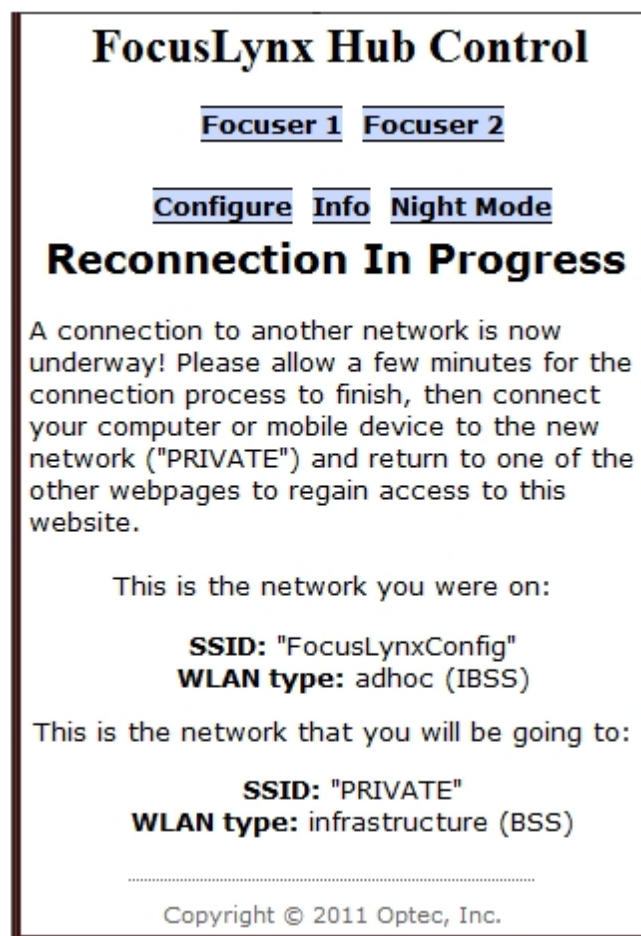 FocusLynx Hub Control
Focuser 1 Focuser 2
Configure Info Night Mode
Reconnection In Progress
A connection to another network is now
underway! Please allow a few minutes for the
connection process to finish, then connect
your computer or mobile device to the new
network ("PRIVATE") and return to one of the
other webpages to regain access to this
website.
This is the network you were on:
SSID: "FocusLynxConfig"
WLAN type: adhoc (IBSS)
This is the network that you will be going to:
SSID: "PRIVATE"
WLAN type: infrastructure (BSS)
Copyright © 2011 Optec, Inc.